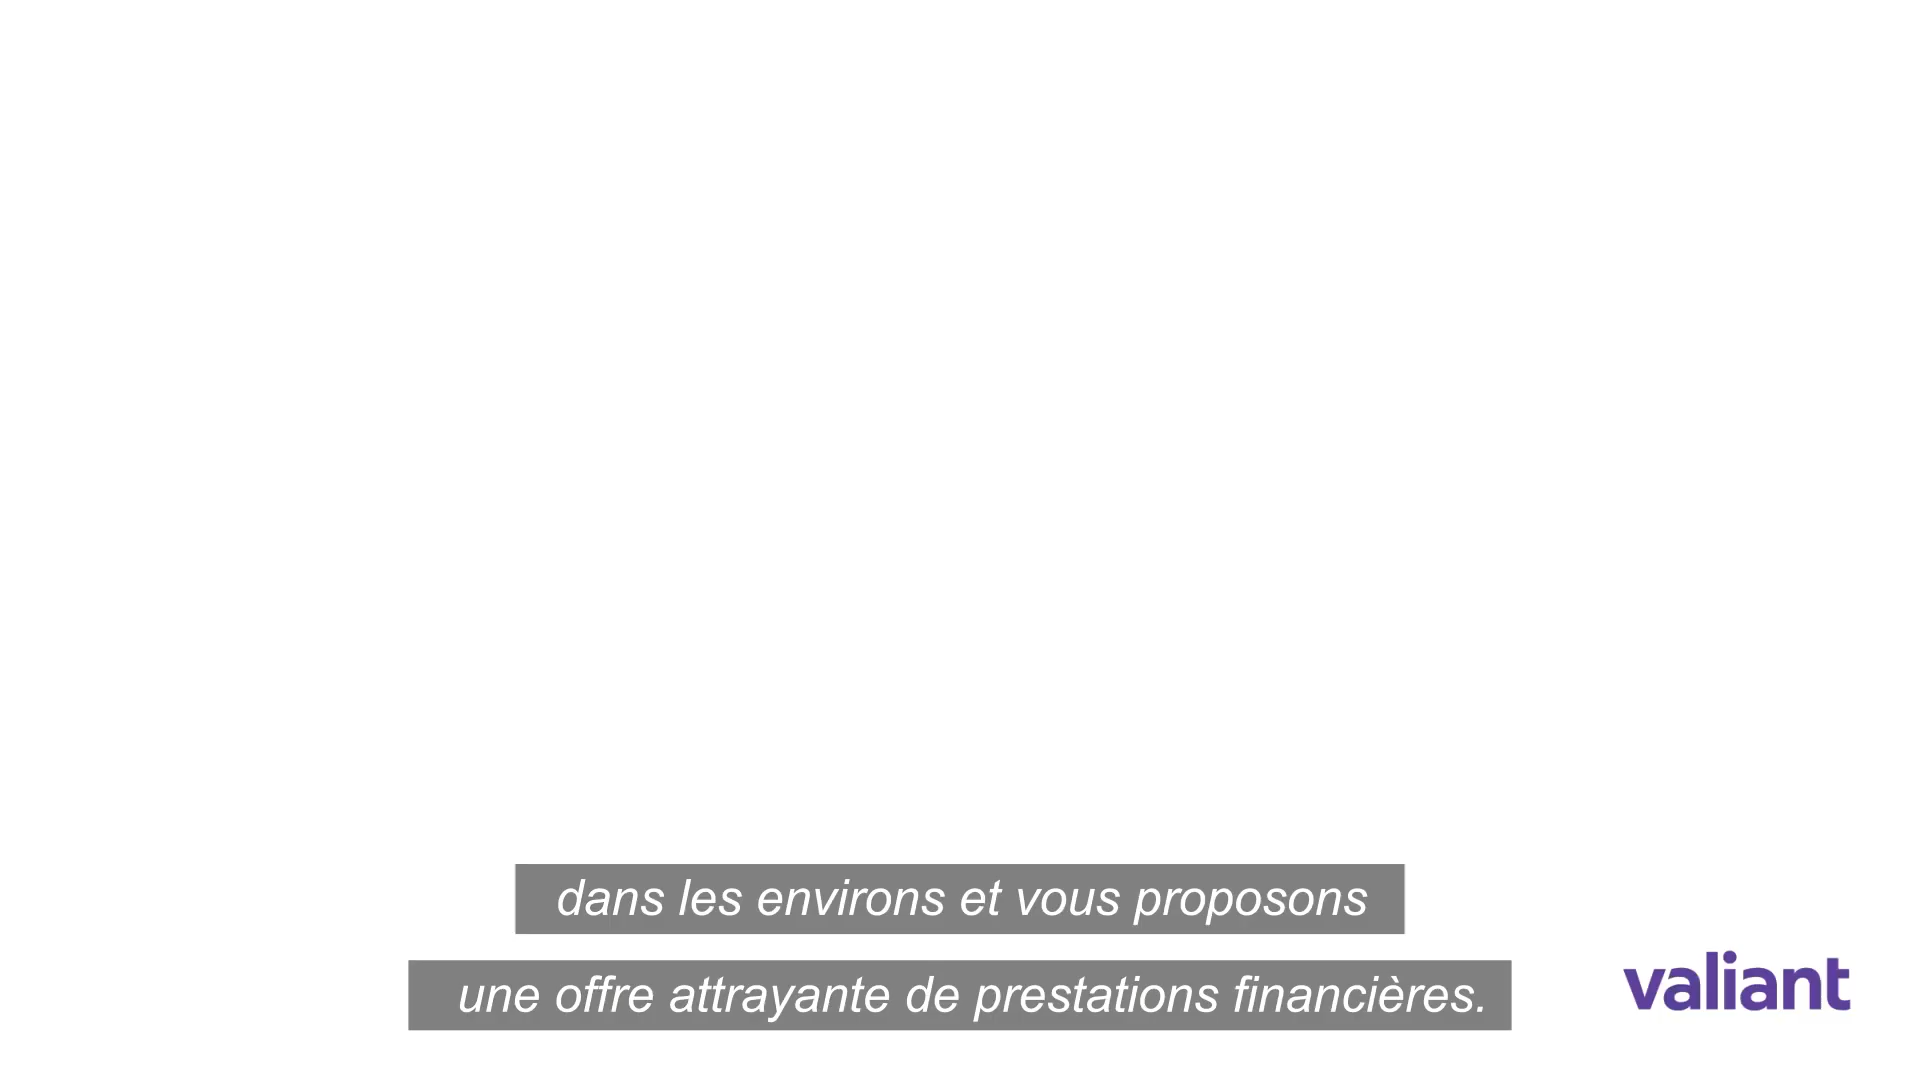 dans les environs et vous proposons
une offre attrayante de prestations financières.
valiant